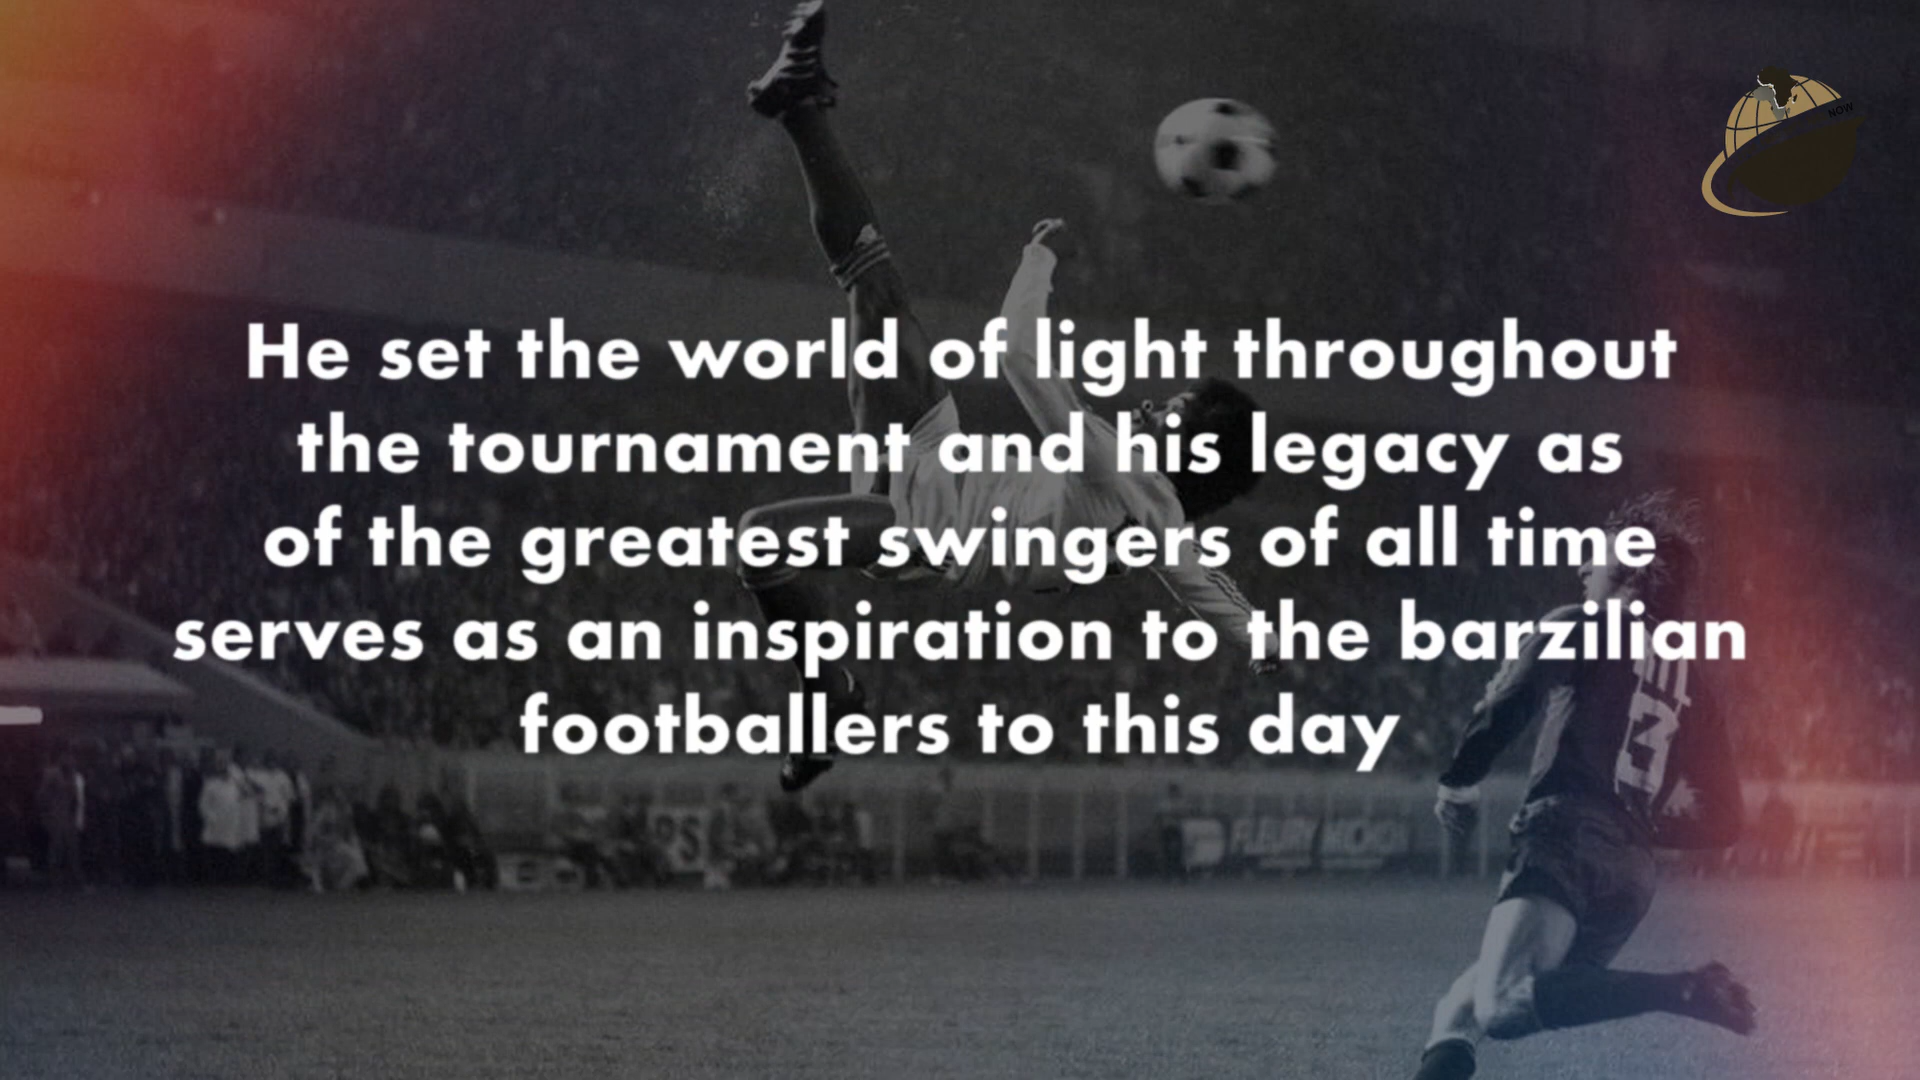 NOW
He set the world of light throughout
the tournament and his legacy as
of the greatest swingers of all time
serves as an inspiration to the barzilian
footballers to this day